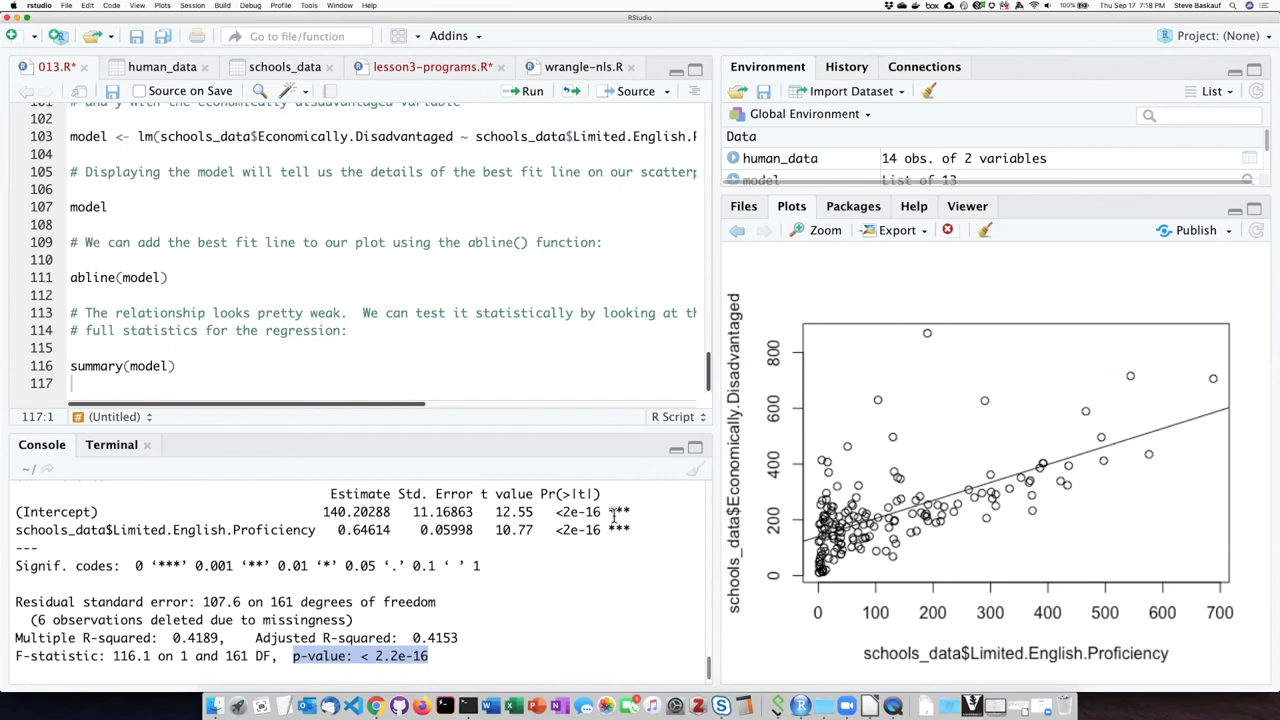 rstudio File Edit Code View Plots Session Build Debug Profile Tools Window Help box 100% Thu Sep 17 7:18 PM Steve Baskauf
RStudio
Go to file/function Addins Project: (None)
013.R* human_data schools_data lesson3-programs.R* wrangle-nls.R
Source on Save Run Source
101 # and y with the economically disadvantaged variable
102
103 model <- lm(schools_data$Economically.Disadvantaged ~ schools_data$Limited.English.P
104
105 # Displaying the model will tell us the details of the best fit line on our scatterp
106
107 model
108
109 # We can add the best fit line to our plot using the abline() function:
110
111 abline(model)
112
113 # The relationship looks pretty weak.  We can test it statistically by looking at th
114 # full statistics for the regression:
115
116 summary(model)
117
117:1 # (Untitled) R Script
Console Terminal
~/
Estimate Std. Error t value Pr(>|t|)
(Intercept) 140.20288 11.16863 12.55 <2e-16 ***
schools_data$Limited.English.Proficiency 0.64614 0.05998 10.77 <2e-16 ***
---
Signif. codes:  0 ‘***’ 0.001 ‘**’ 0.01 ‘*’ 0.05 ‘.’ 0.1 ‘ ’ 1
Residual standard error: 107.6 on 161 degrees of freedom
(6 observations deleted due to missingness)
Multiple R-squared:  0.4189,	Adjusted R-squared:  0.4153
F-statistic: 116.1 on 1 and 161 DF,  p-value: < 2.2e-16
Environment History Connections
Import Dataset List
Global Environment
Data
human_data 14 obs. of 2 variables
model List of 13
Files Plots Packages Help Viewer
Zoom Export Publish
schools_data$Economically.Disadvantaged
800
600
400
200
0
0 100 200 300 400 500 600 700
schools_data$Limited.English.Proficiency